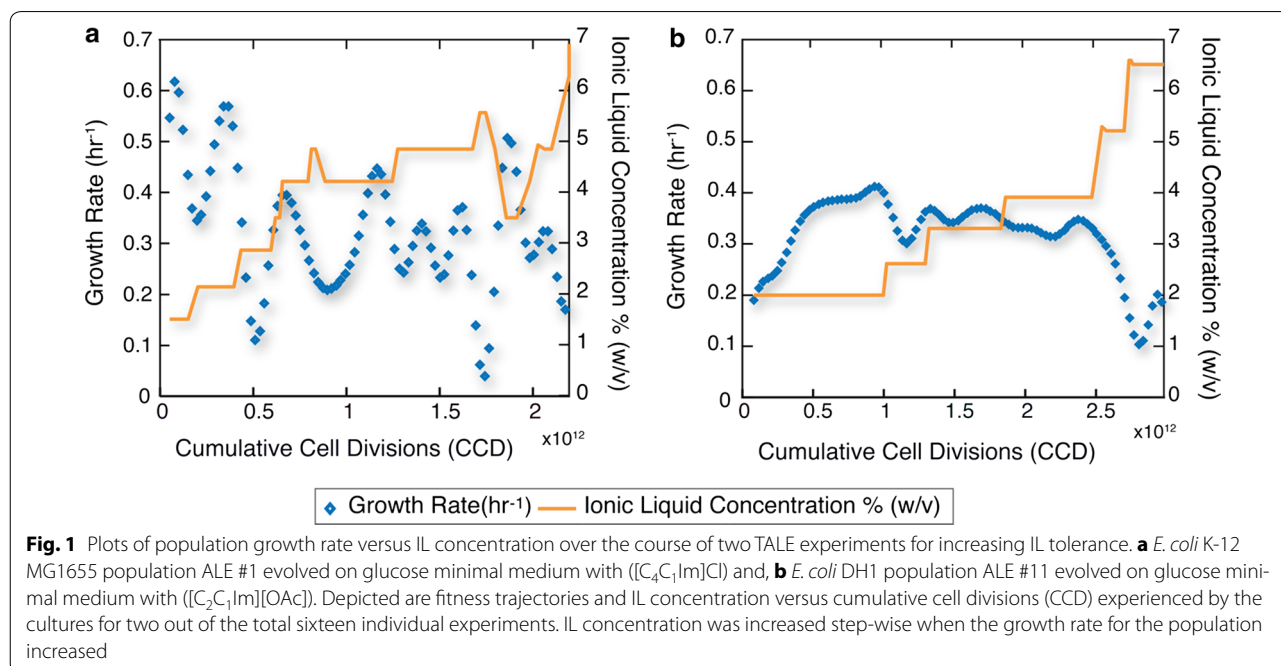 a
b
0.7
0.6
0.5
0.4
0.3
0.2
0.1
0
Growth Rate (hr⁻¹)
7
6
5
4
3
2
1
0
Ionic Liquid Concentration % (w/v)
0
0.5
1
1.5
2
x10¹²
Cumulative Cell Divisions (CCD)
0.7
0.6
0.5
0.4
0.3
0.2
0.1
0
Growth Rate (hr⁻¹)
7
6
5
4
3
2
1
0
Ionic Liquid Concentration % (w/v)
0
0.5
1.0
1.5
2
2.5
x10¹²
Cumulative Cell Divisions (CCD)
Growth Rate(hr⁻¹)
Ionic Liquid Concentration % (w/v)
Fig. 1 Plots of population growth rate versus IL concentration over the course of two TALE experiments for increasing IL tolerance. a E. coli K-12
MG1655 population ALE #1 evolved on glucose minimal medium with ([C₄C₁Im]Cl) and, b E. coli DH1 population ALE #11 evolved on glucose mini-
mal medium with ([C₂C₁Im][OAc]). Depicted are fitness trajectories and IL concentration versus cumulative cell divisions (CCD) experienced by the
cultures for two out of the total sixteen individual experiments. IL concentration was increased step-wise when the growth rate for the population
increased